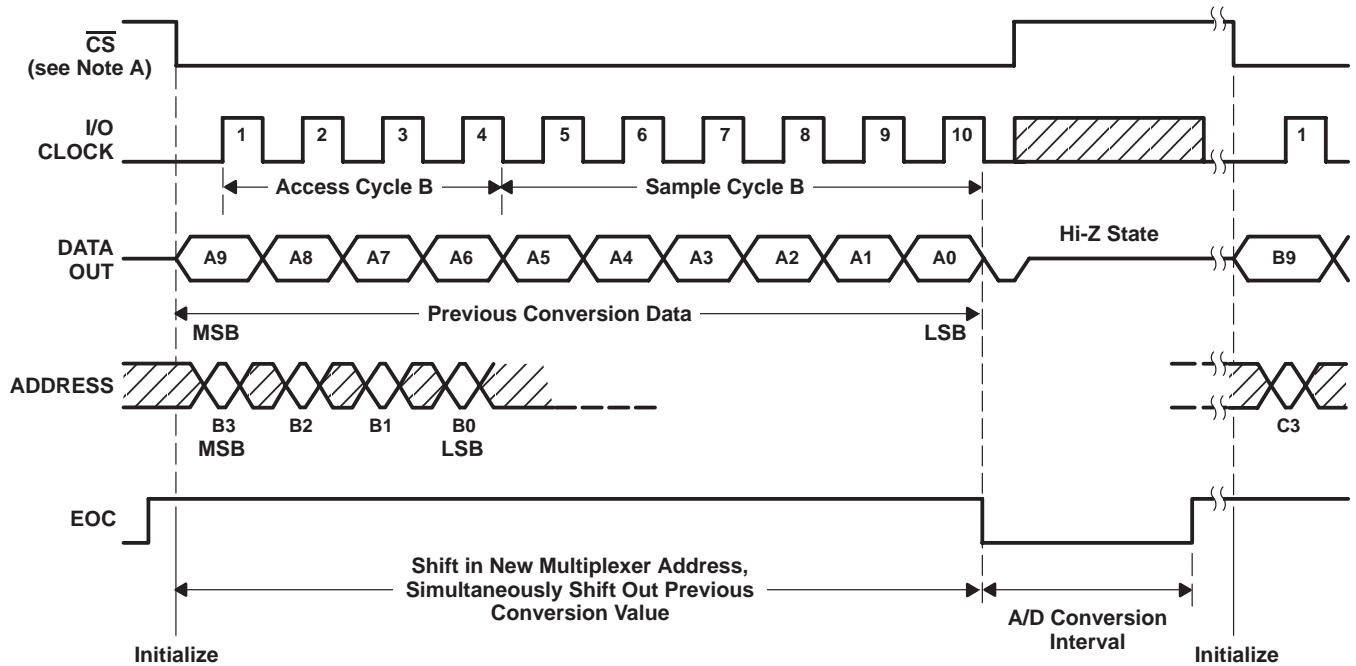 CS
(see Note A)
I/O
CLOCK
1 2 3 4 5 6 7 8 9 10 1
Access Cycle B Sample Cycle B
DATA
OUT
A9 A8 A7 A6 A5 A4 A3 A2 A1 A0 Hi-Z State B9
Previous Conversion Data
MSB LSB
ADDRESS
B3 B2 B1 B0 C3
MSB LSB
EOC
Shift in New Multiplexer Address,
Simultaneously Shift Out Previous
Conversion Value
A/D Conversion
Interval
Initialize Initialize